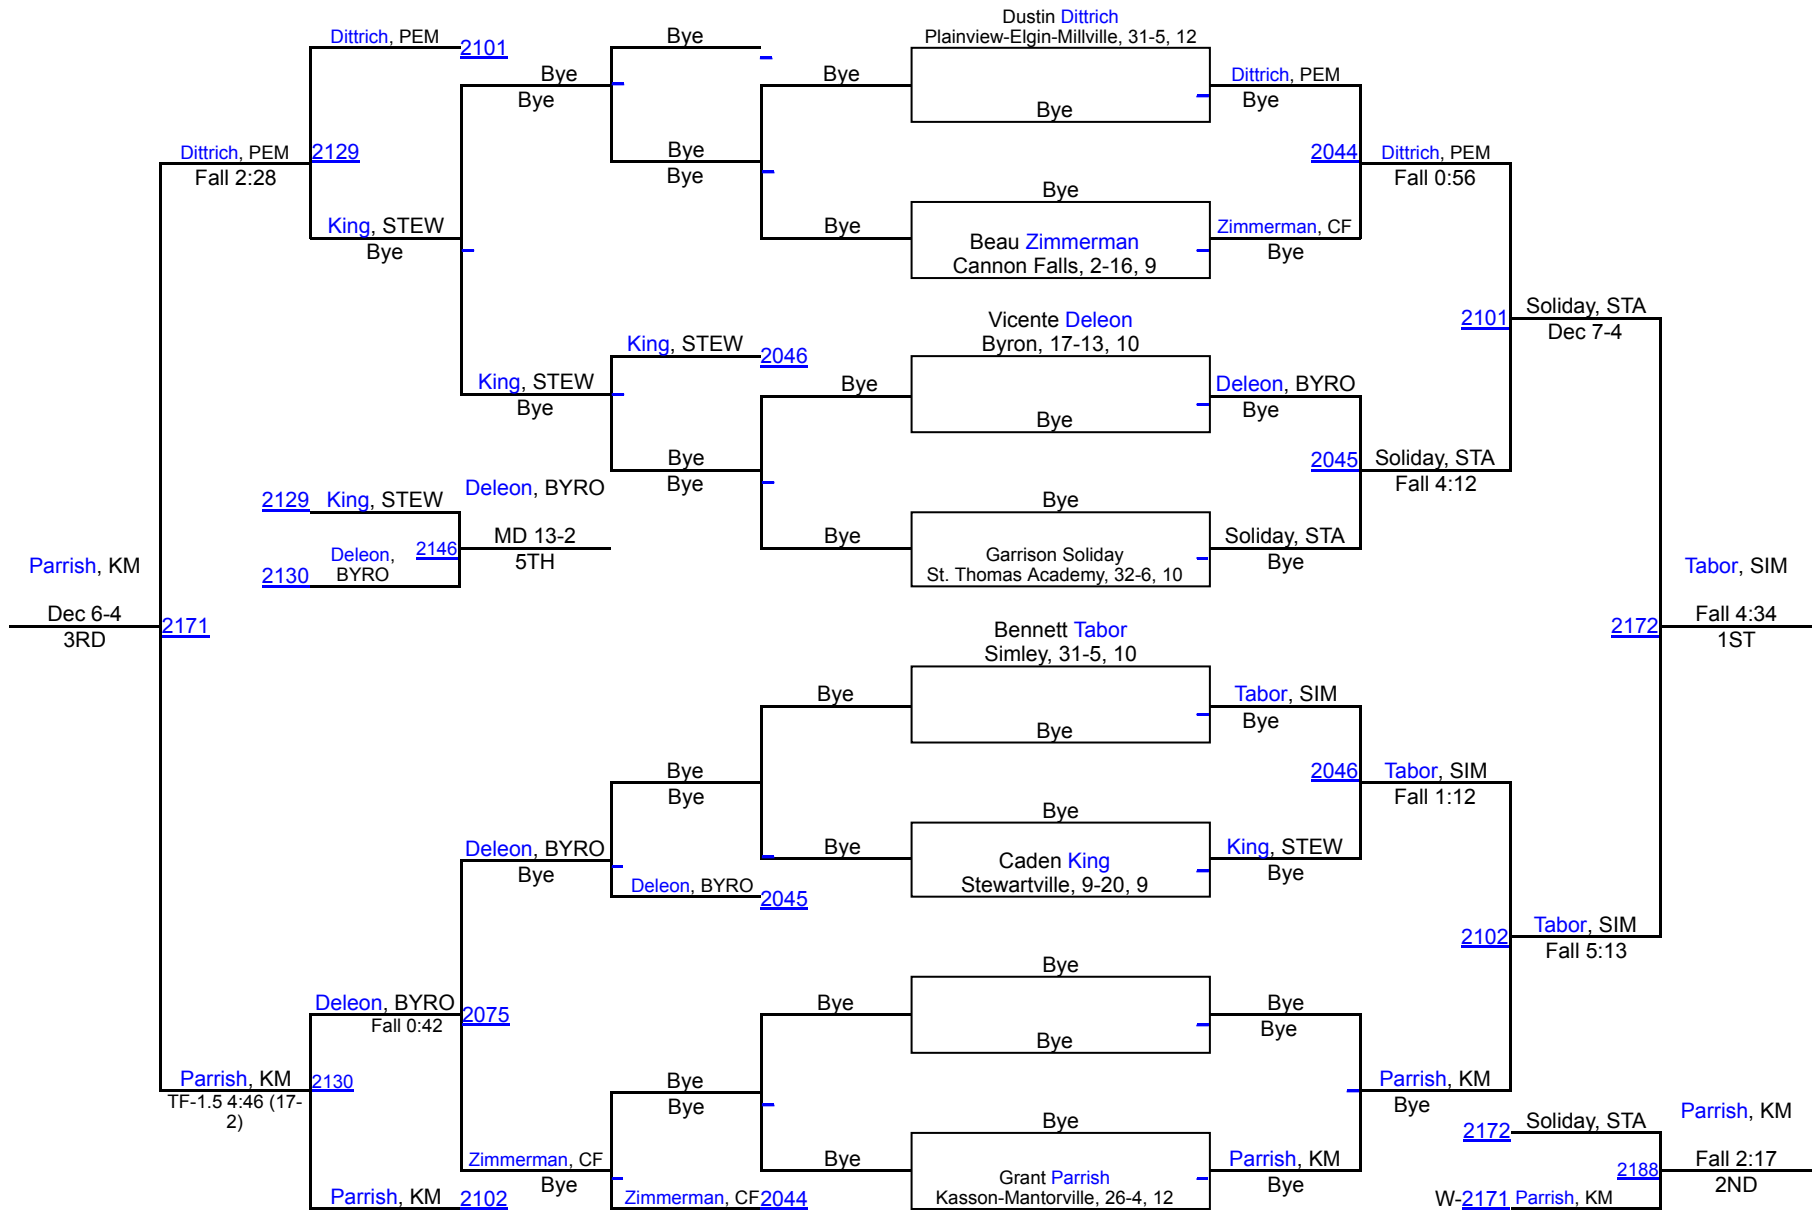 Dustin Dittrich
Plainview-Elgin-Millville, 31-5, 12
Bye
Bye
Beau Zimmerman
Cannon Falls, 2-16, 9
Vicente Deleon
Byron, 17-13, 10
Bye
Bye
Garrison Soliday
St. Thomas Academy, 32-6, 10
Bennett Tabor
Simley, 31-5, 10
Bye
Bye
Caden King
Stewartville, 9-20, 9
Bye
Bye
Bye
Grant Parrish
Kasson-Mantorville, 26-4, 12
Dittrich, PEM
Bye
Zimmerman, CF
Bye
Deleon, BYRO
Bye
Soliday, STA
Bye
Tabor, SIM
Bye
King, STEW
Bye
Bye
Bye
Parrish, KM
Bye
2044
Dittrich, PEM
Fall 0:56
2045
Soliday, STA
Fall 4:12
2046
Tabor, SIM
Fall 1:12
Parrish, KM
Bye
2101
Soliday, STA
Dec 7-4
2102
Tabor, SIM
Fall 5:13
2172
Tabor, SIM
Fall 4:34
1ST
2172
Soliday, STA
W-2171
Parrish, KM
2188
Parrish, KM
Fall 2:17
2ND
Bye
Bye
Bye
Bye
Bye
Bye
Bye
Bye
Bye
Bye
Bye
King, STEW
2046
Bye
Bye
Bye
Bye
Deleon, BYRO
2045
Bye
Bye
Zimmerman, CF
2044
Bye
Bye
King, STEW
Bye
Deleon, BYRO
Bye
Zimmerman, CF
Bye
Dittrich, PEM
2101
King, STEW
Bye
Deleon, BYRO
Fall 0:42
2075
Parrish, KM
2102
Dittrich, PEM
Fall 2:28
2129
Parrish, KM
TF-1.5 4:46 (17-
2)
2130
2129
King, STEW
2130
Deleon,
BYRO
2146
Deleon, BYRO
MD 13-2
5TH
Parrish, KM
Dec 6-4
3RD
2171